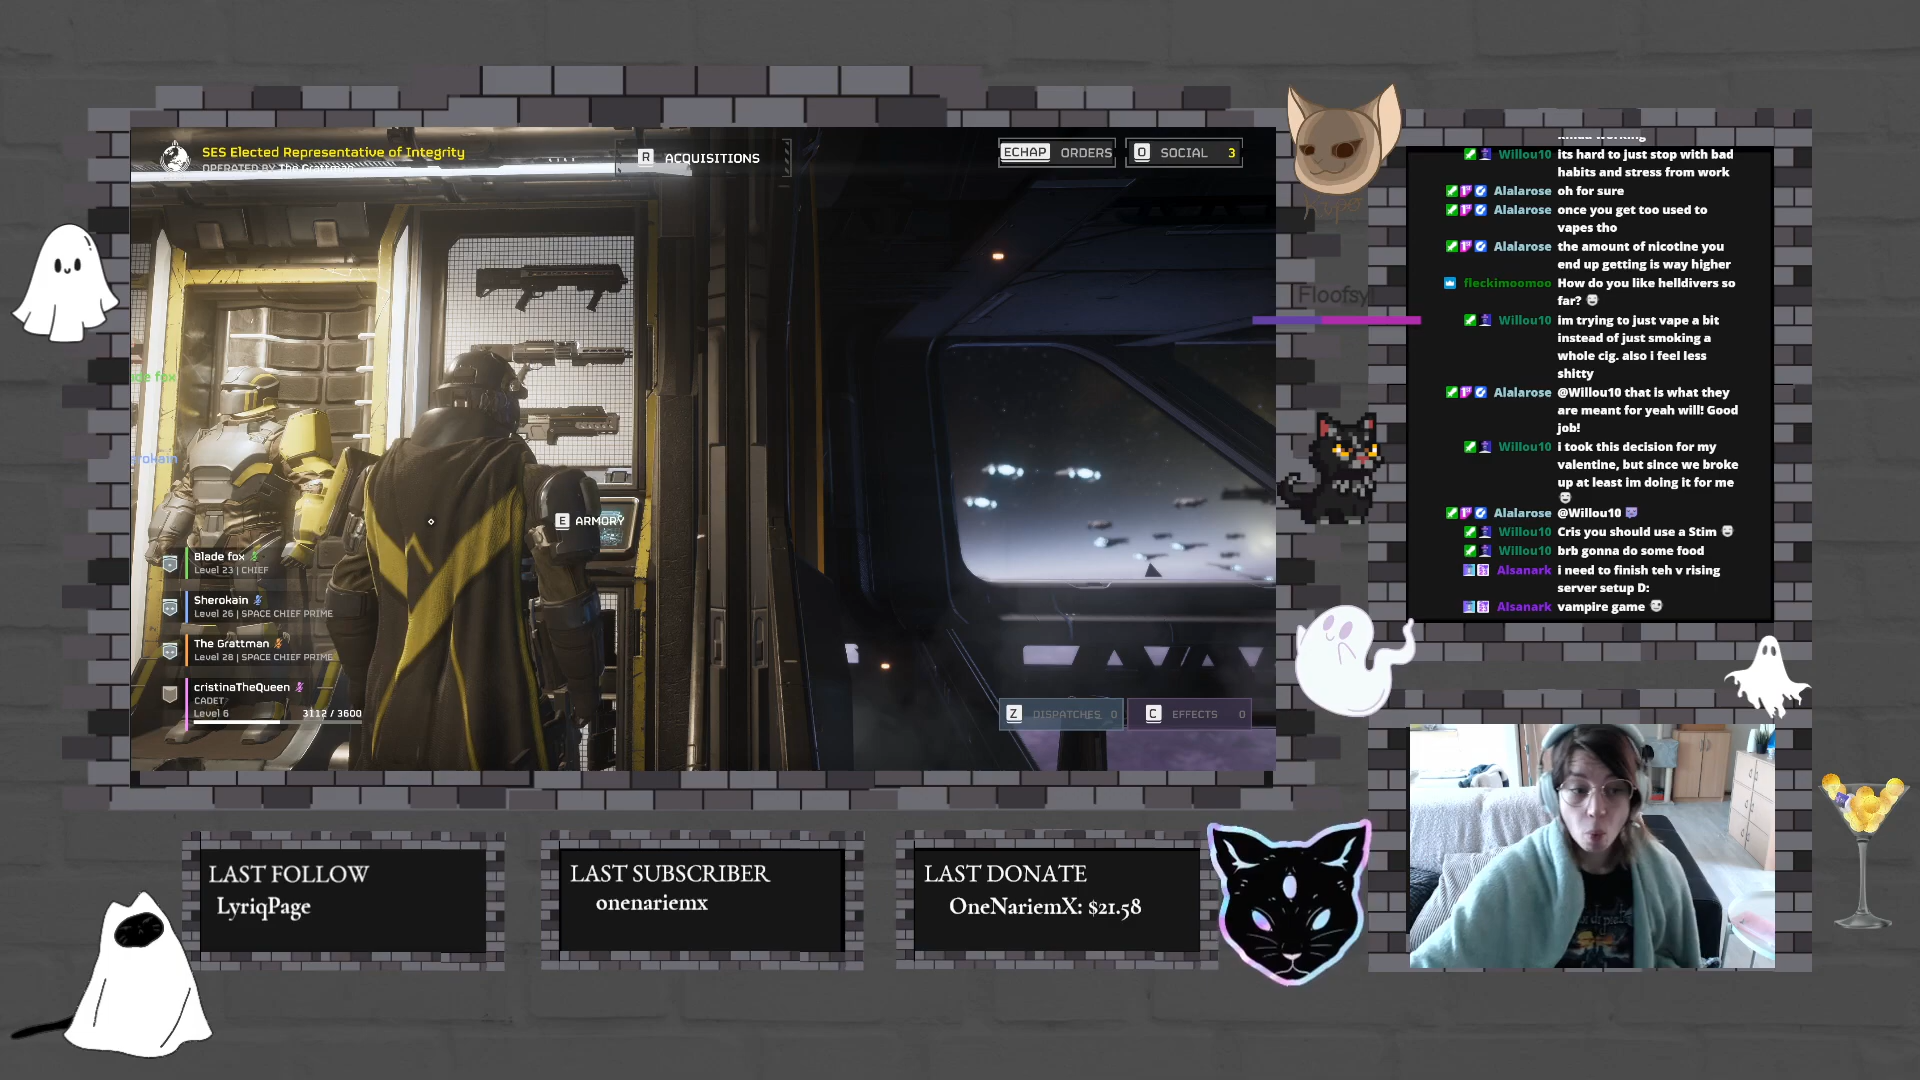 SES Elected Representative of Integrity
OPERATED BY The Grattman
R ACQUISITIONS
ECHAP ORDERS
O SOCIAL 3
E ARMORY
Blade fox
Level 23 | CHIEF
Sherokain
Level 26 | SPACE CHIEF PRIME
The Grattman
Level 28 | SPACE CHIEF PRIME
cristinaTheQueen
CADET
Level 6 3112 / 3600
Z DISPATCHES 0
C EFFECTS 0
kipo
Floofsy
Willou10 its hard to just stop with bad
habits and stress from work
Alalarose oh for sure
Alalarose once you get too used to
vapes tho
Alalarose the amount of nicotine you
end up getting is way higher
fleckimoomoo How do you like helldivers so
far?
Willou10 im trying to just vape a bit
instead of just smoking a
whole cig. also i feel less
shitty
Alalarose @Willou10 that is what they
are meant for yeah will! Good
job!
Willou10 i took this decision for my
valentine, but since we broke
up at least im doing it for me
Alalarose @Willou10
Willou10 Cris you should use a Stim
Willou10 brb gonna do some food
Alsanark i need to finish teh v rising
server setup D:
Alsanark vampire game
LAST FOLLOW
LyriqPage
LAST SUBSCRIBER
onenariemx
LAST DONATE
OneNariemX: $21.58